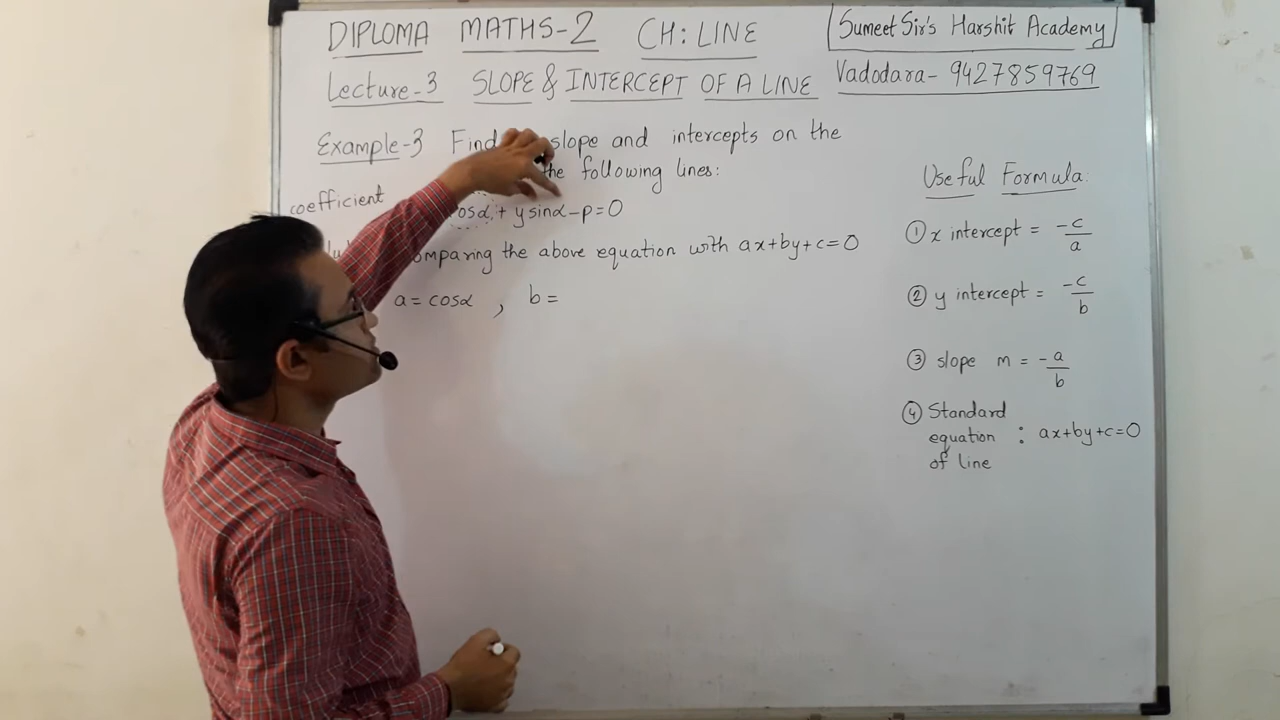 DIPLOMA MATHS-2 CH: LINE
Sumeet Sir's Harshit Academy
Lecture-3 SLOPE & INTERCEPT OF A LINE
Vadodara- 9427859769
Example-3 Find slope and intercepts on the
the following lines:
coefficient
cosα + y sinα - p = 0
omparing the above equation with ax+by+c=0
a = cosα , b =
Useful Formula:
① x intercept = -c/a
② y intercept = -c/b
③ slope m = -a/b
④ Standard
equation : ax+by+c=0
of line